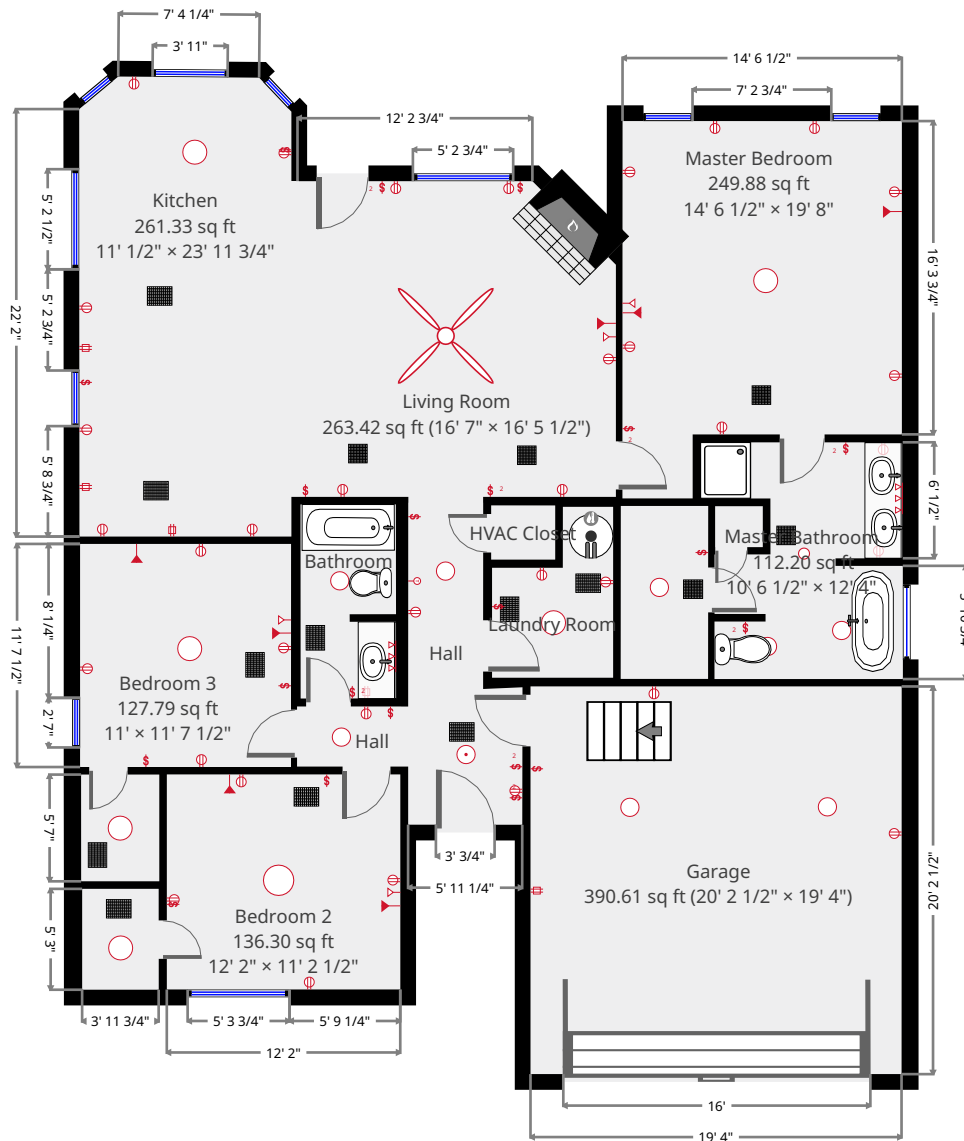 7' 4 1/4"
3' 11"
14' 6 1/2"
7' 2 3/4"
12' 2 3/4"
5' 2 3/4"
Kitchen
261.33 sq ft
11' 1/2" × 23' 11 3/4"
Master Bedroom
249.88 sq ft
14' 6 1/2" × 19' 8"
5' 2 1/2"
5' 2 3/4"
22' 2"
5' 8 3/4"
16' 3 3/4"
Living Room
263.42 sq ft (16' 7" × 16' 5 1/2")
6' 1/2"
HVAC Closet
Master Bathroom
112.20 sq ft
10' 6 1/2" × 12' 4"
Bathroom
Laundry Room
Hall
8' 1/4"
11' 7 1/2"
2' 7"
Bedroom 3
127.79 sq ft
11' × 11' 7 1/2"
Hall
5' 7"
5' 3"
3' 3/4"
5' 11 1/4"
Garage
390.61 sq ft (20' 2 1/2" × 19' 4")
20' 2 1/2"
Bedroom 2
136.30 sq ft
12' 2" × 11' 2 1/2"
3' 11 3/4"
5' 3 3/4"
5' 9 1/4"
12' 2"
16'
19' 4"